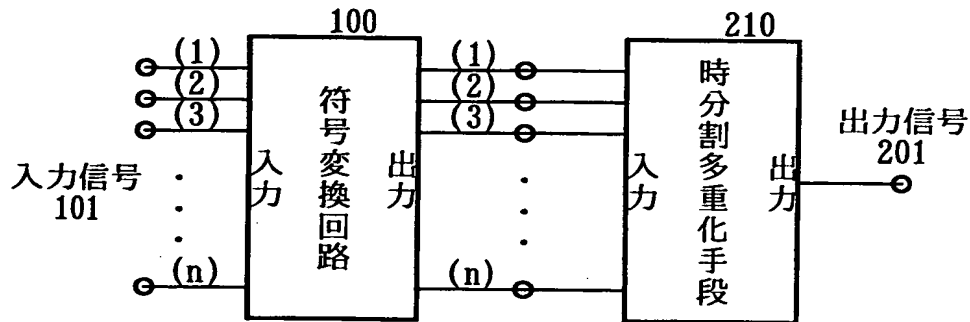 100
210
(1)
(2)
(3)
(n)
入力信号
101
入力
符号変換回路
出力
(1)
(2)
(3)
(n)
入力
時分割多重化手段
出力
出力信号
201